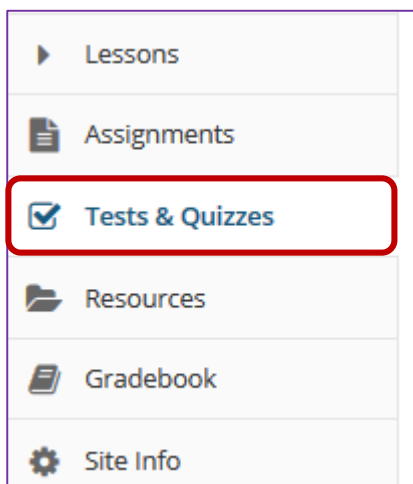 Lessons
Assignments
Tests & Quizzes
Resources
Gradebook
Site Info